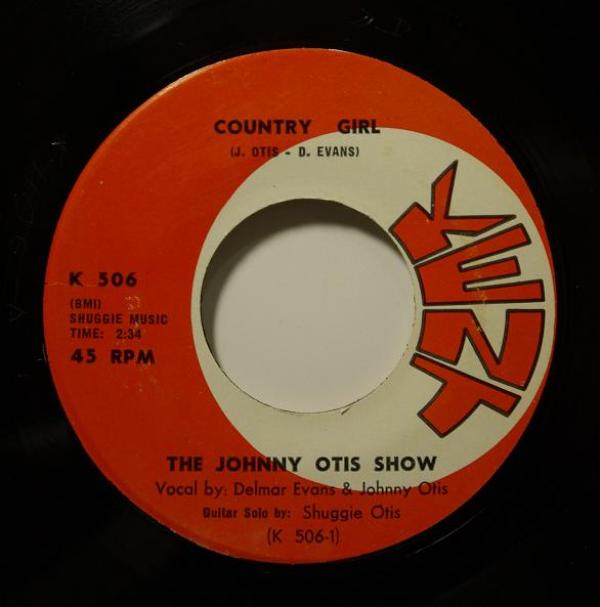 COUNTRY GIRL
(J. OTIS - D. EVANS)
KENT
K 506
(BMI)
SHUGGIE MUSIC
TIME: 2:34
45 RPM
THE JOHNNY OTIS SHOW
Vocal by: Delmar Evans & Johnny Otis
Guitar Solo by: Shuggie Otis
(K 506-1)